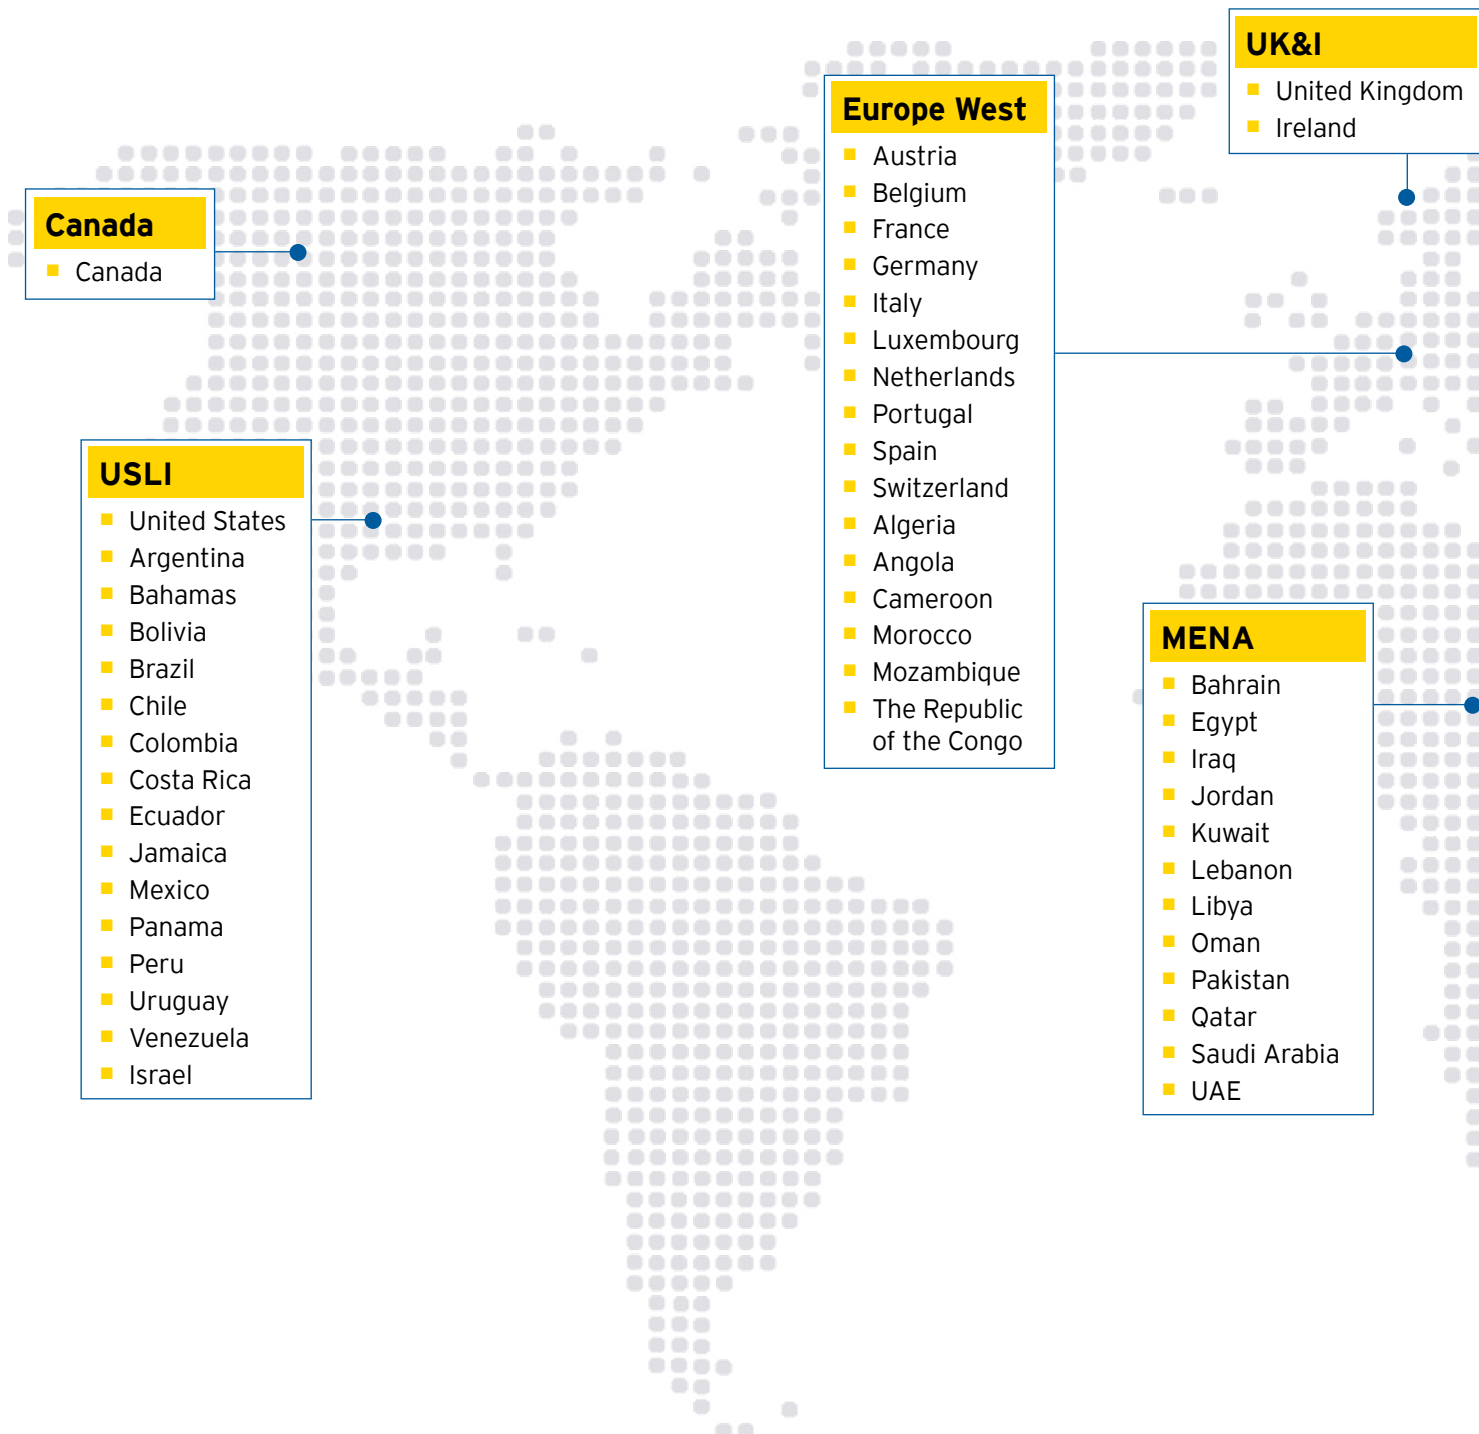 Canada
Canada
USLI
United States
Argentina
Bahamas
Bolivia
Brazil
Chile
Colombia
Costa Rica
Ecuador
Jamaica
Mexico
Panama
Peru
Uruguay
Venezuela
Israel
Europe West
Austria
Belgium
France
Germany
Italy
Luxembourg
Netherlands
Portugal
Spain
Switzerland
Algeria
Angola
Cameroon
Morocco
Mozambique
The Republic
of the Congo
UK&I
United Kingdom
Ireland
MENA
Bahrain
Egypt
Iraq
Jordan
Kuwait
Lebanon
Libya
Oman
Pakistan
Qatar
Saudi Arabia
UAE